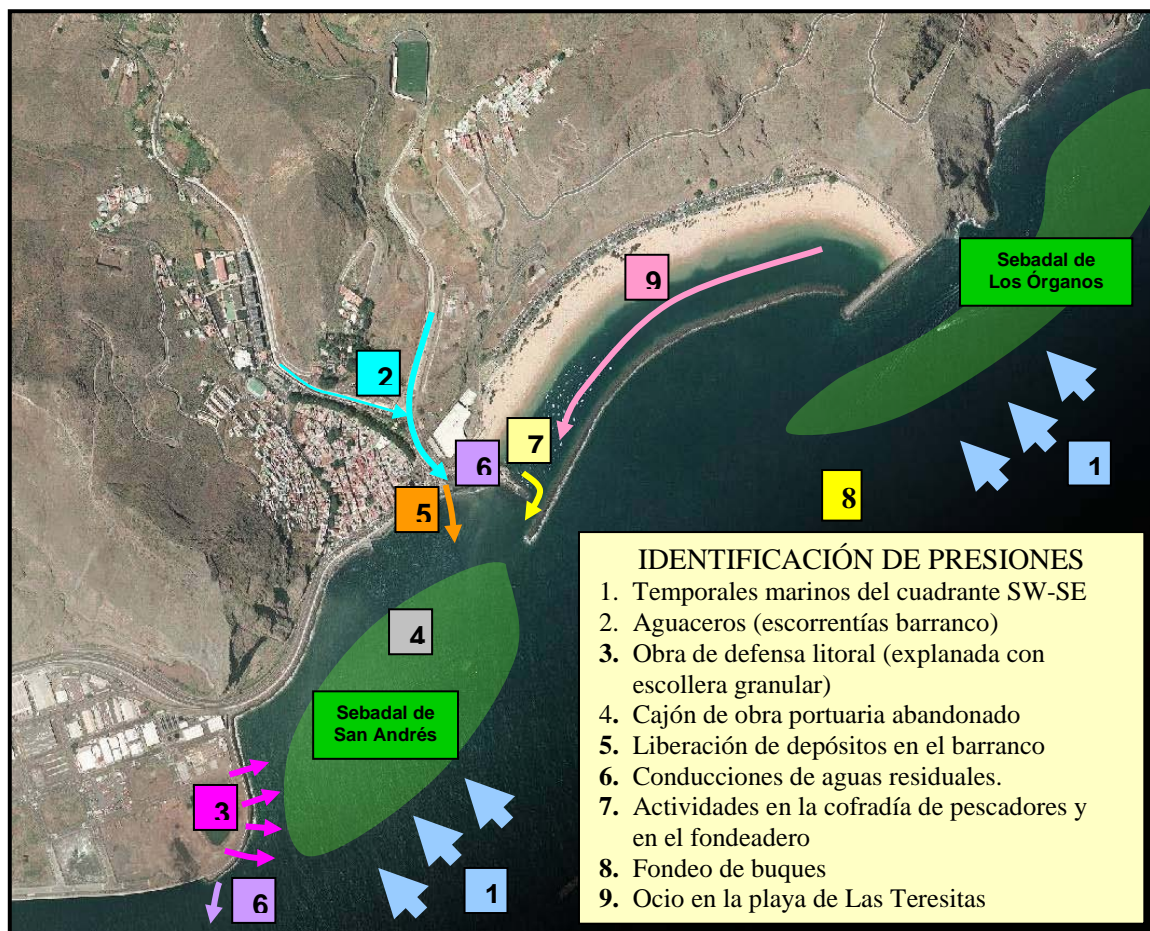 9
Sebadal de
Los Órganos
2
7
6
1
5
8
4
Sebadal de
San Andrés
3
1
6
IDENTIFICACIÓN DE PRESIONES
1. Temporales marinos del cuadrante SW-SE
2. Aguaceros (escorrentías barranco)
3. Obra de defensa litoral (explanada con
escollera granular)
4. Cajón de obra portuaria abandonado
5. Liberación de depósitos en el barranco
6. Conducciones de aguas residuales.
7. Actividades en la cofradía de pescadores y
en el fondeadero
8. Fondeo de buques
9. Ocio en la playa de Las Teresitas